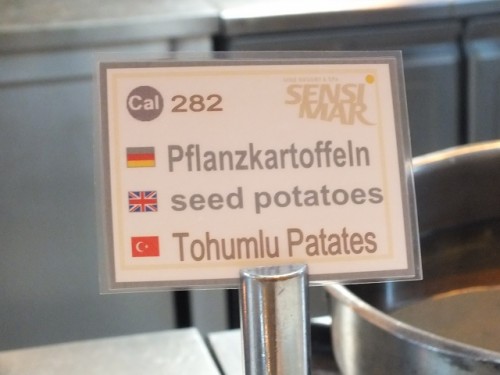 Cal 282
SENSI
MAR
Pflanzkartoffeln
seed potatoes
Tohumlu Patates